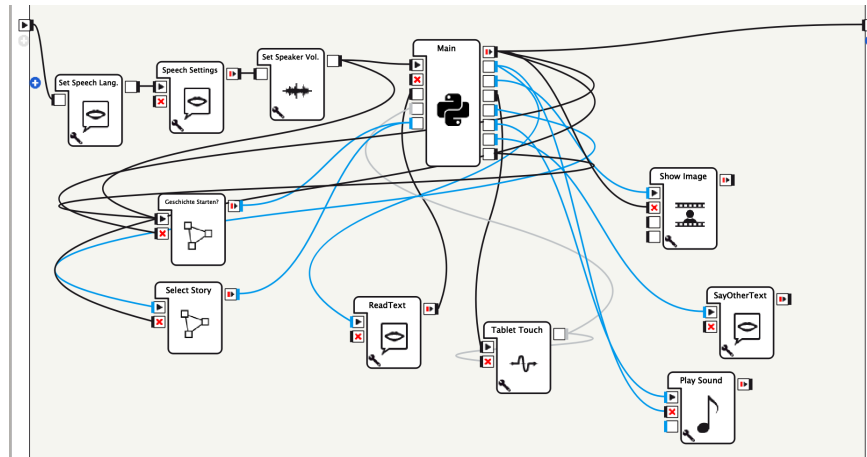 Main
Set Speaker Vol.
Speech Settings
Set Speech Lang.
Show Image
Geschichte Starten?
Select Story
SayOtherText
ReadText
Tablet Touch
Play Sound